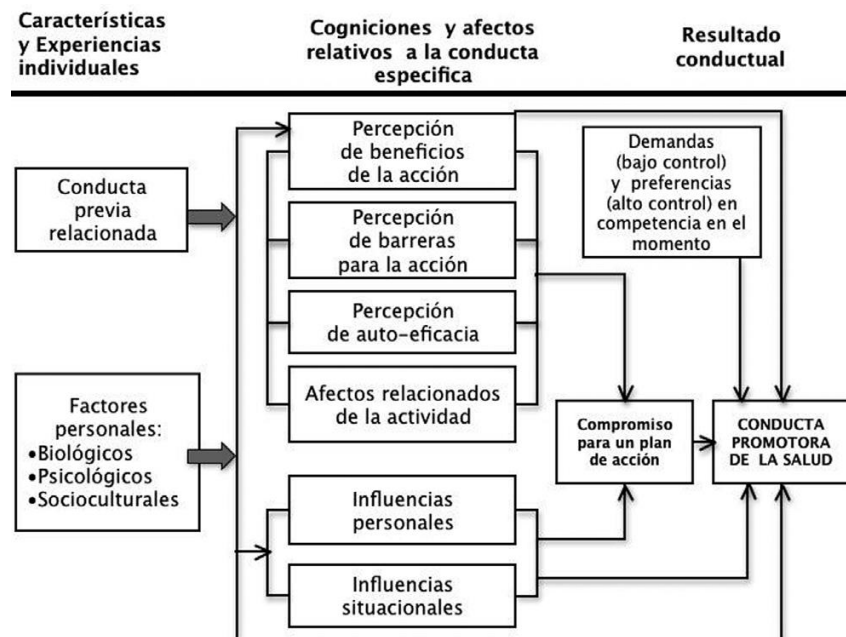 Características
y Experiencias
individuales
Cogniciones y afectos
relativos a la conducta
especifica
Resultado
conductual
Conducta
previa
relacionada
Factores
personales:
•Biológicos
•Psicológicos
•Socioculturales
Percepción
de beneficios
de la acción
Percepción
de barreras
para la acción
Percepción
de auto-eficacia
Afectos relacionados
de la actividad
Influencias
personales
Influencias
situacionales
Demandas
(bajo control)
y preferencias
(alto control) en
competencia en el
momento
Compromiso
para un plan
de acción
CONDUCTA
PROMOTORA
DE LA SALUD